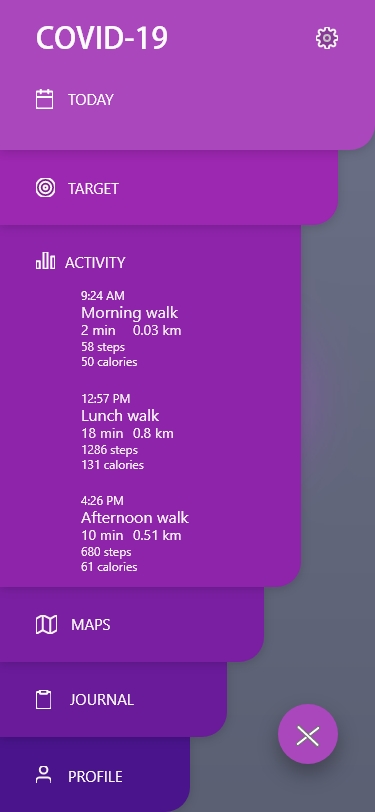 COVID-19
TODAY
TARGET
ACTIVITY
9:24 AM
Morning walk
2 min 0.03 km
58 steps
50 calories
12:57 PM
Lunch walk
18 min 0.8 km
1286 steps
131 calories
4:26 PM
Afternoon walk
10 min 0.51 km
680 steps
61 calories
MAPS
JOURNAL
PROFILE